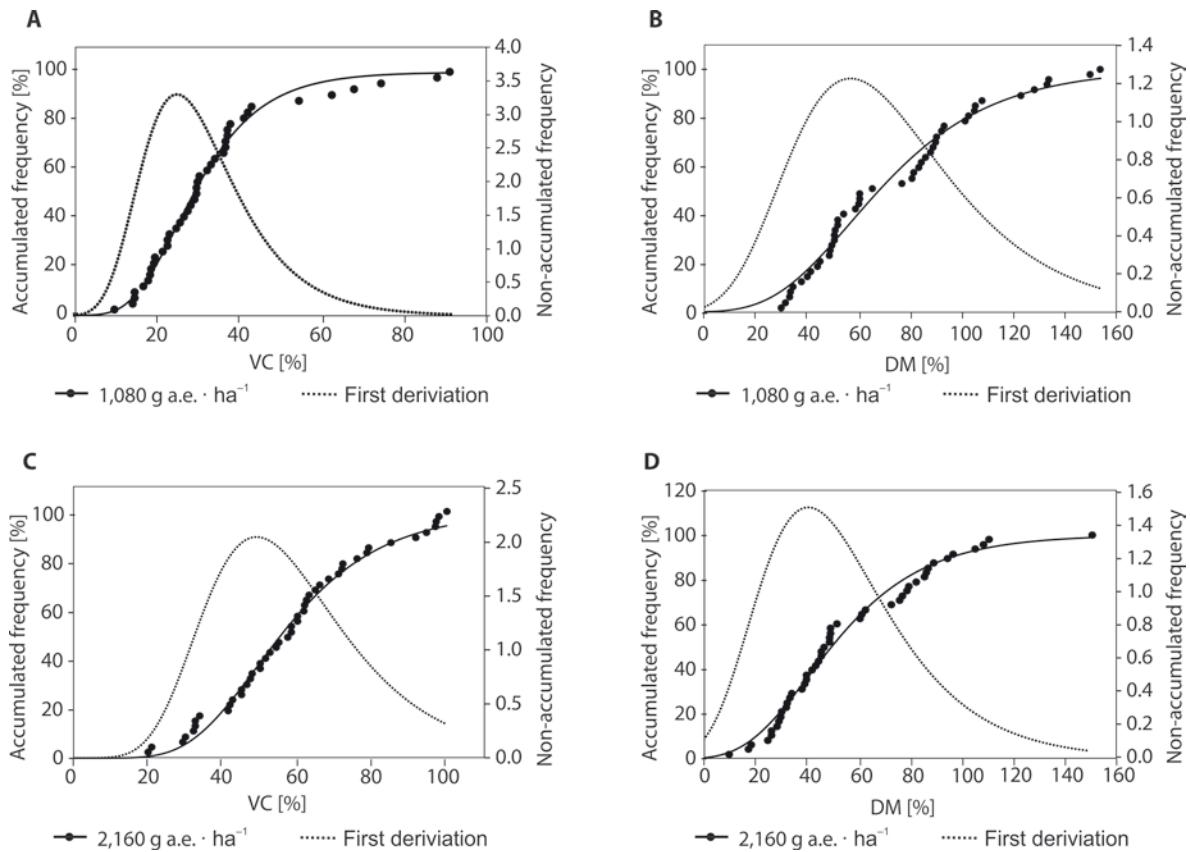 A
Accumulated frequency [%]
100
80
60
40
20
0
4.0
3.5
3.0
2.5
2.0
1.5
1.0
0.5
0.0
Non-accumulated frequency
0 20 40 60 80 100
VC [%]
1,080 g a.e. · ha⁻¹ First deriviation
B
Accumulated frequency [%]
100
80
60
40
20
0
1.4
1.2
1.0
0.8
0.6
0.4
0.2
0.0
Non-accumulated frequency
0 20 40 60 80 100 120 140 160
DM [%]
1,080 g a.e. · ha⁻¹ First deriviation
C
Accumulated frequency [%]
100
80
60
40
20
0
2.5
2.0
1.5
1.0
0.5
0.0
Non-accumulated frequency
0 20 40 60 80 100
VC [%]
2,160 g a.e. · ha⁻¹ First deriviation
D
Accumulated frequency [%]
120
100
80
60
40
20
0
1.6
1.4
1.2
1.0
0.8
0.6
0.4
0.2
0.0
Non-accumulated frequency
0 20 40 60 80 100 120 140 160
DM [%]
2,160 g a.e. · ha⁻¹ First deriviation